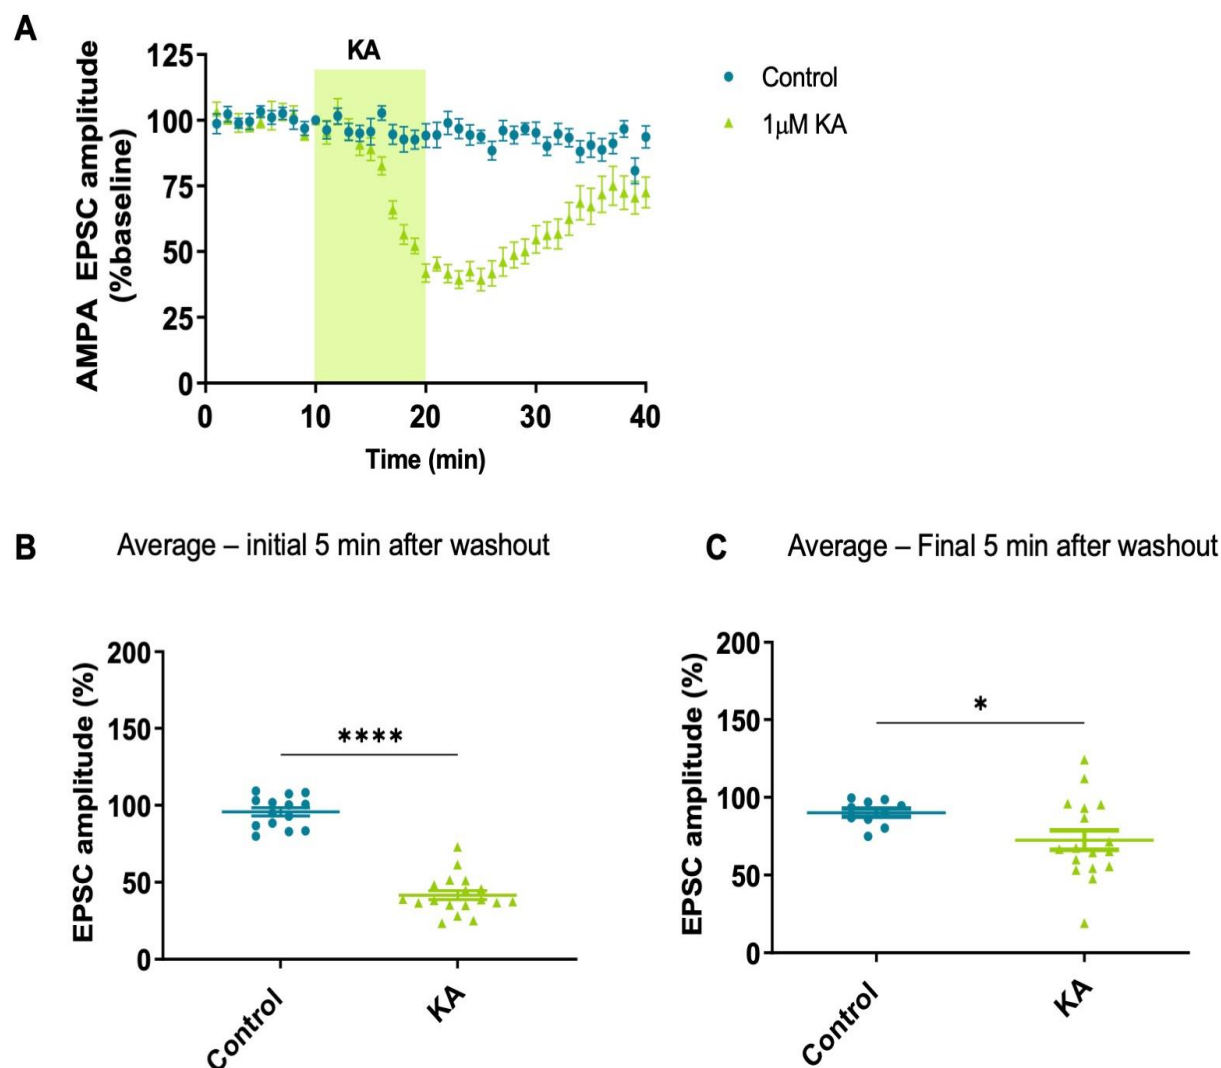 A
KA
AMPA EPSC amplitude
(%baseline)
125
100
75
50
25
0
0 10 20 30 40
Time (min)
Control
1μM KA
B Average – initial 5 min after washout
EPSC amplitude (%)
200
150
100
50
0
****
Control KA
C Average – Final 5 min after washout
EPSC amplitude (%)
200
150
100
50
0
*
Control KA